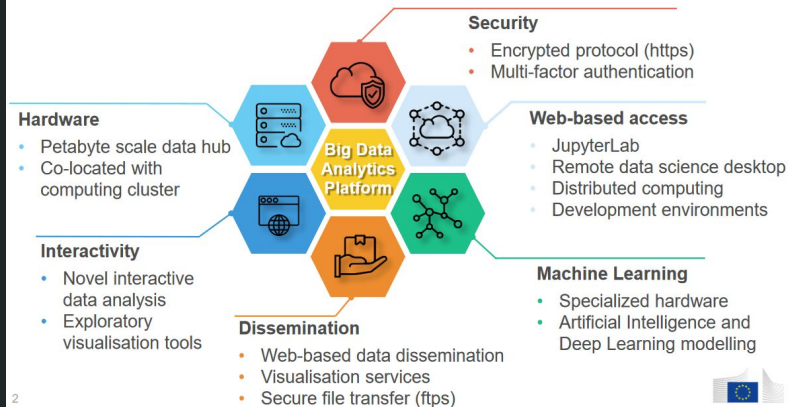 Security
• Encrypted protocol (https)
• Multi-factor authentication
Hardware
• Petabyte scale data hub
• Co-located with
computing cluster
Big Data
Analytics
Platform
Web-based access
• JupyterLab
• Remote data science desktop
• Distributed computing
• Development environments
Interactivity
• Novel interactive
data analysis
• Exploratory
visualisation tools
Machine Learning
• Specialized hardware
• Artificial Intelligence and
Deep Learning modelling
Dissemination
• Web-based data dissemination
• Visualisation services
• Secure file transfer (ftps)
2